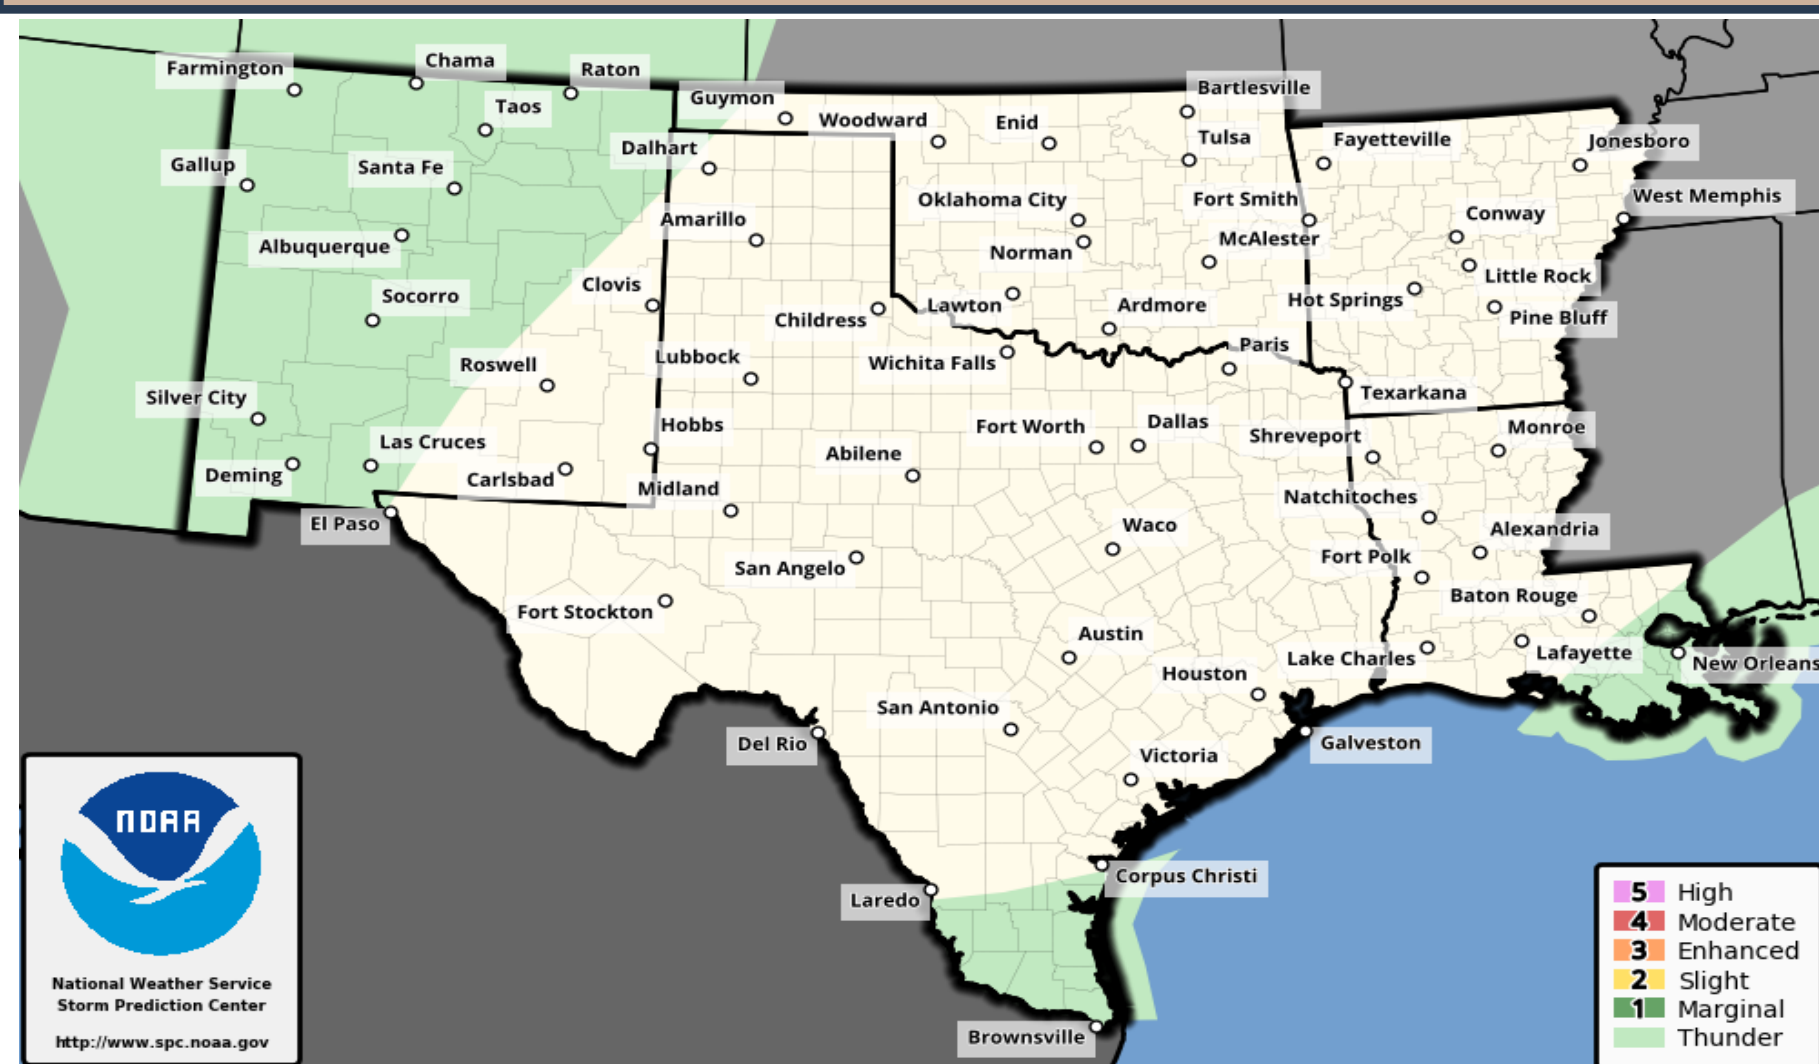 Farmington
Chama
Raton
Taos
Guymon
Woodward
Enid
Bartlesville
Tulsa
Fayetteville
Jonesboro
Gallup
Santa Fe
Dalhart
Oklahoma City
Fort Smith
West Memphis
Albuquerque
Amarillo
Norman
McAlester
Conway
Socorro
Clovis
Childress
Lawton
Ardmore
Hot Springs
Little Rock
Pine Bluff
Roswell
Lubbock
Wichita Falls
Paris
Texarkana
Silver City
Las Cruces
Hobbs
Fort Worth
Dallas
Shreveport
Monroe
Deming
Carlsbad
Midland
Abilene
Natchitoches
El Paso
San Angelo
Waco
Alexandria
Fort Polk
Fort Stockton
Austin
Baton Rouge
Houston
Lake Charles
Lafayette
New Orleans
San Antonio
Del Rio
Galveston
Victoria
Laredo
Corpus Christi
Brownsville
NOAA
National Weather Service
Storm Prediction Center
http://www.spc.noaa.gov
5 High
4 Moderate
3 Enhanced
2 Slight
1 Marginal
Thunder